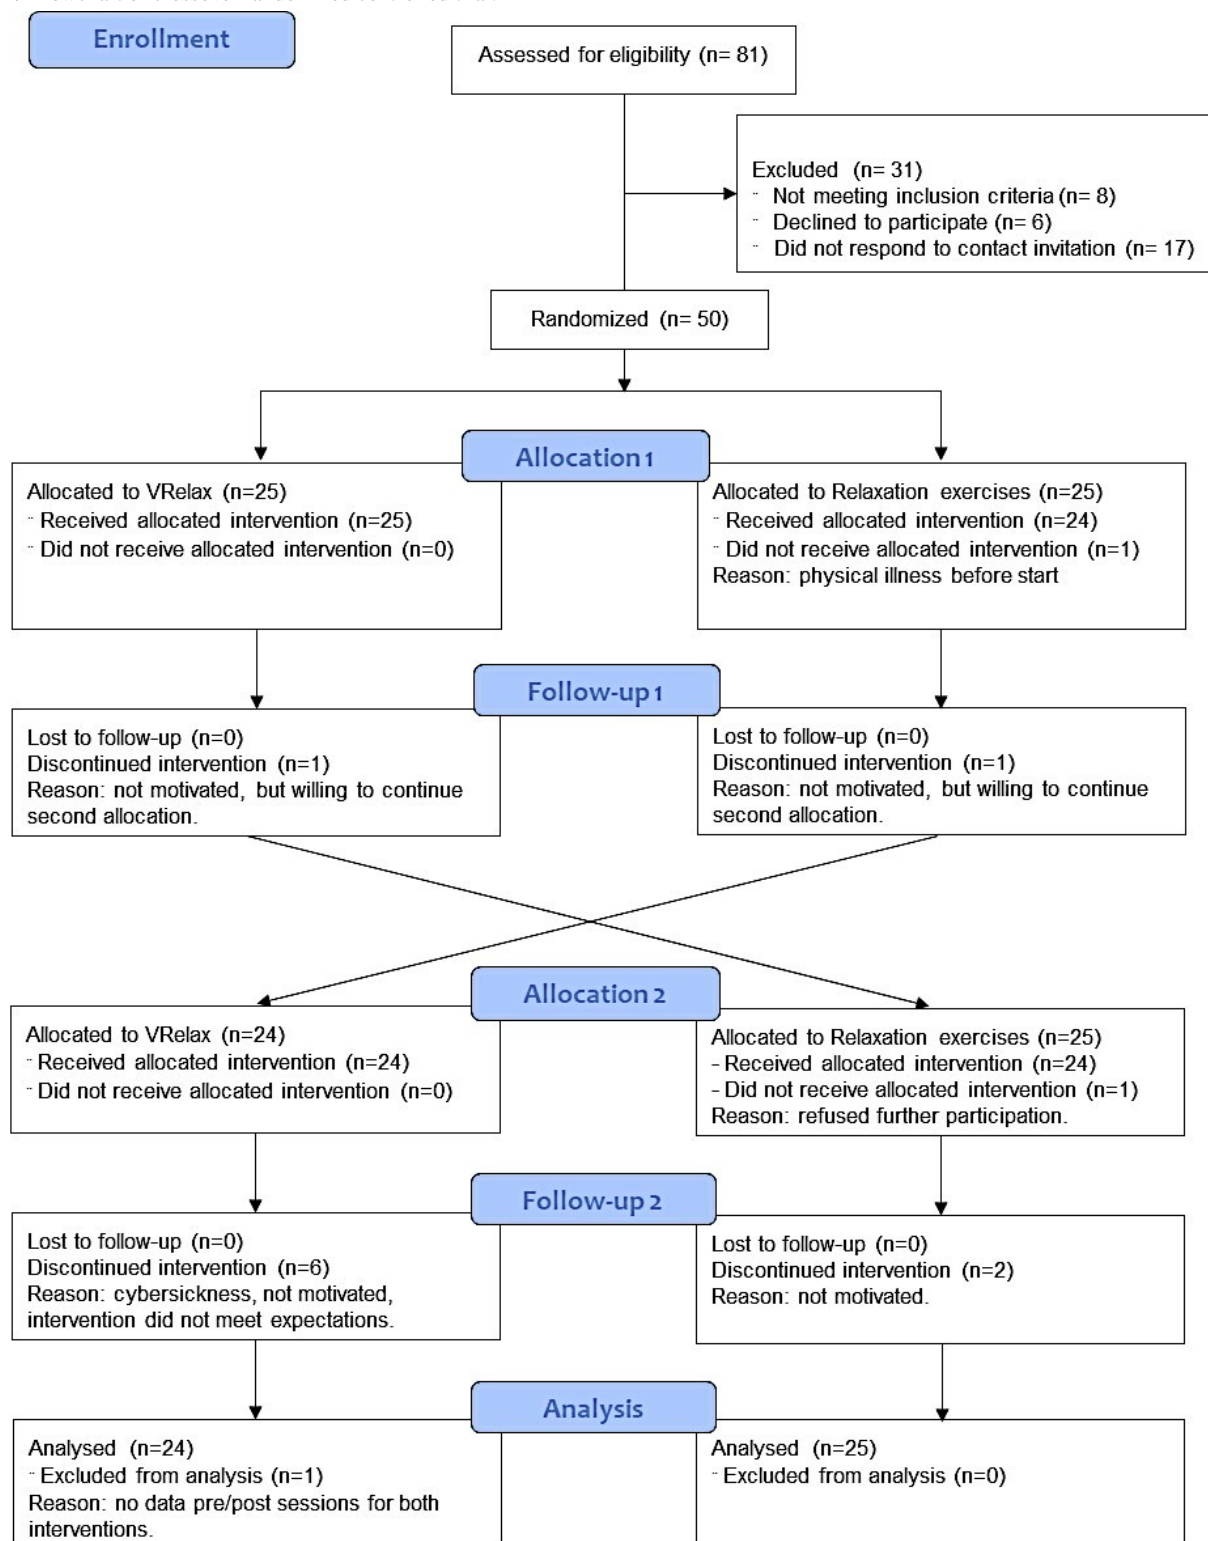 Enrollment
Assessed for eligibility (n= 81)
Excluded (n= 31)
¨ Not meeting inclusion criteria (n= 8)
¨ Declined to participate (n= 6)
¨ Did not respond to contact invitation (n= 17)
Randomized (n= 50)
Allocation 1
Allocated to VRelax (n=25)
¨ Received allocated intervention (n=25)
¨ Did not receive allocated intervention (n=0)
Allocated to Relaxation exercises (n=25)
¨ Received allocated intervention (n=24)
¨ Did not receive allocated intervention (n=1)
Reason: physical illness before start
Follow-up 1
Lost to follow-up (n=0)
Discontinued intervention (n=1)
Reason: not motivated, but willing to continue
second allocation.
Lost to follow-up (n=0)
Discontinued intervention (n=1)
Reason: not motivated, but willing to continue
second allocation.
Allocation 2
Allocated to VRelax (n=24)
¨ Received allocated intervention (n=24)
¨ Did not receive allocated intervention (n=0)
Allocated to Relaxation exercises (n=25)
- Received allocated intervention (n=24)
- Did not receive allocated intervention (n=1)
Reason: refused further participation.
Follow-up 2
Lost to follow-up (n=0)
Discontinued intervention (n=6)
Reason: cybersickness, not motivated,
intervention did not meet expectations.
Lost to follow-up (n=0)
Discontinued intervention (n=2)
Reason: not motivated.
Analysis
Analysed (n=24)
¨ Excluded from analysis (n=1)
Reason: no data pre/post sessions for both
interventions.
Analysed (n=25)
¨ Excluded from analysis (n=0)